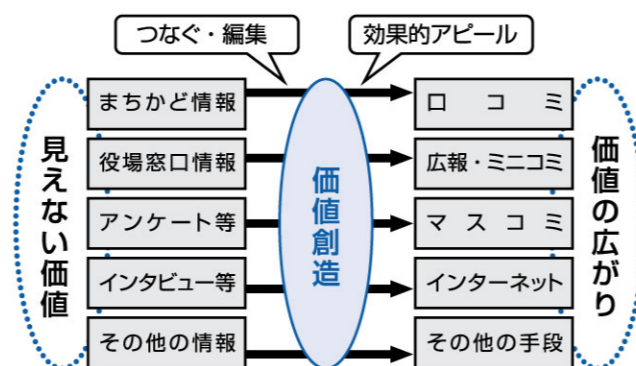 つなぐ・編集
効果的アピール
見えない価値
まちかど情報
役場窓口情報
アンケート等
インタビュー等
その他の情報
価値創造
口コミ
広報・ミニコミ
マスコミ
インターネット
その他の手段
価値の広がり